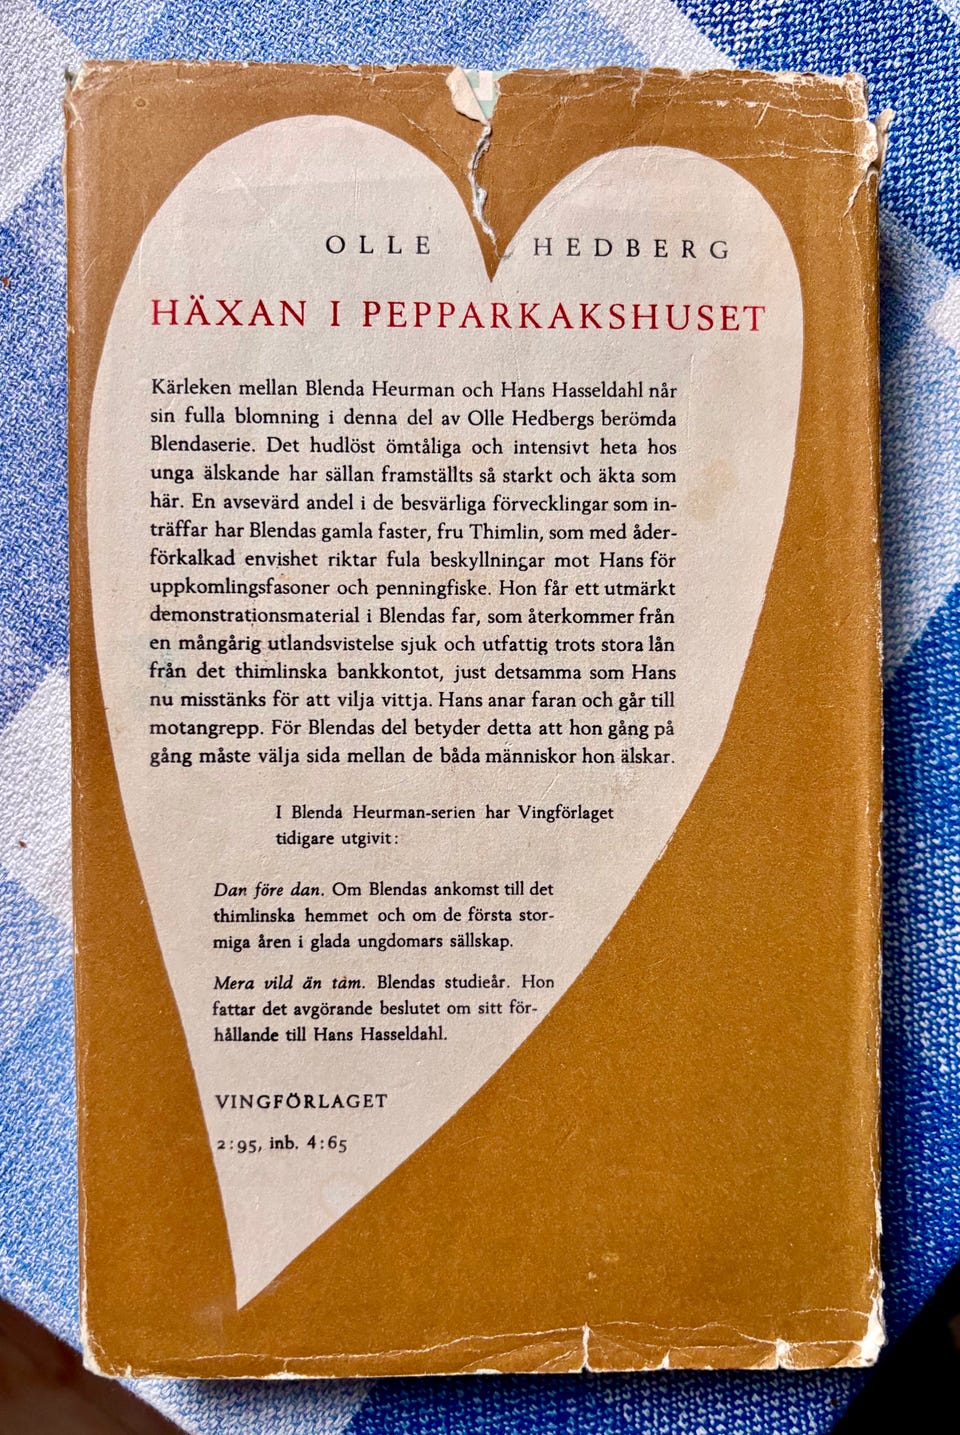 OLLE HEDBERG
HÄXAN I PEPPARKAKSHUSET
Kärleken mellan Blenda Heurman och Hans Hasseldahl når
sin fulla blomning i denna del av Olle Hedbergs berömda
Blendaserie. Det hudlöst ömtåliga och intensivt heta hos
unga älskande har sällan framställts så starkt och äkta som
här. En avsevärd andel i de besvärliga förvecklingar som in-
träffar har Blendas gamla faster, fru Thimlin, som med åder-
förkalkad envishet riktar fula beskyllningar mot Hans för
uppkomlingsfasoner och penningfiske. Hon får ett utmärkt
demonstrationsmaterial i Blendas far, som återkommer från
en mångårig utlandsvistelse sjuk och utfattig trots stora lån
från det thimlinska bankkontot, just detsamma som Hans
nu misstänks för att vilja vittja. Hans anar faran och går till
motangrepp. För Blendas del betyder detta att hon gång på
gång måste välja sida mellan de båda människor hon älskar.
I Blenda Heurman-serien har Vingförlaget
tidigare utgivit:
Dan före dan. Om Blendas ankomst till det
thimlinska hemmet och om de första stor-
miga åren i glada ungdomars sällskap.
Mera vild än tam. Blendas studieår. Hon
fattar det avgörande beslutet om sitt för-
hållande till Hans Hasseldahl.
VINGFÖRLAGET
2:95, inb. 4:65